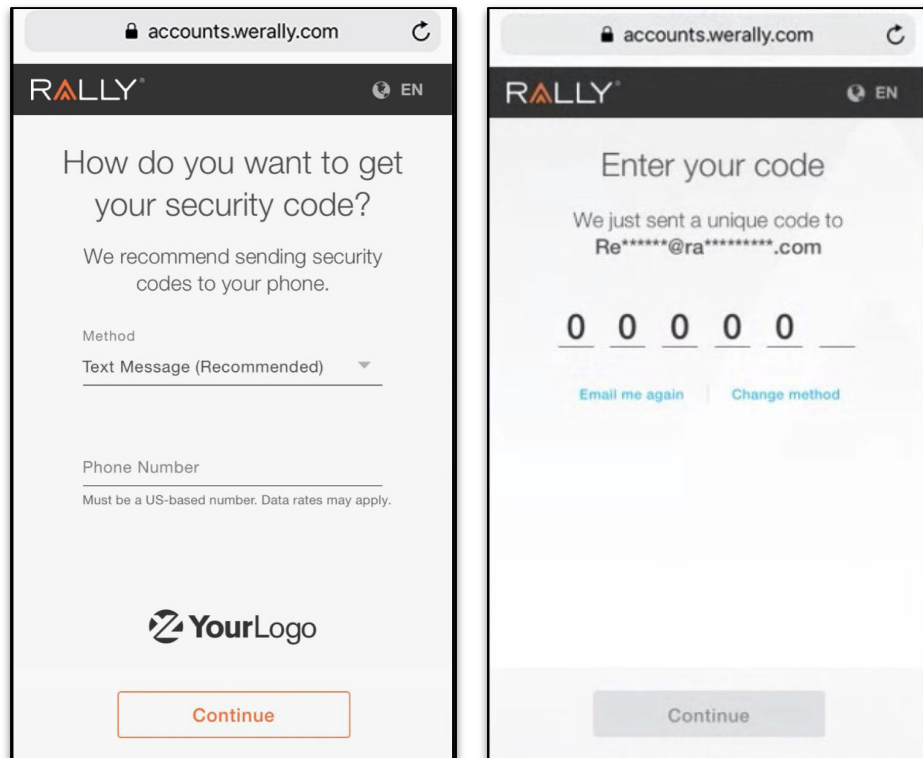 accounts.werally.com
RALLY®
EN
How do you want to get
your security code?
We recommend sending security
codes to your phone.
Method
Text Message (Recommended)
Phone Number
Must be a US-based number. Data rates may apply.
YourLogo
Continue
accounts.werally.com
RALLY®
EN
Enter your code
We just sent a unique code to
Re******@ra*********.com
0 0 0 0 0
Email me again Change method
Continue